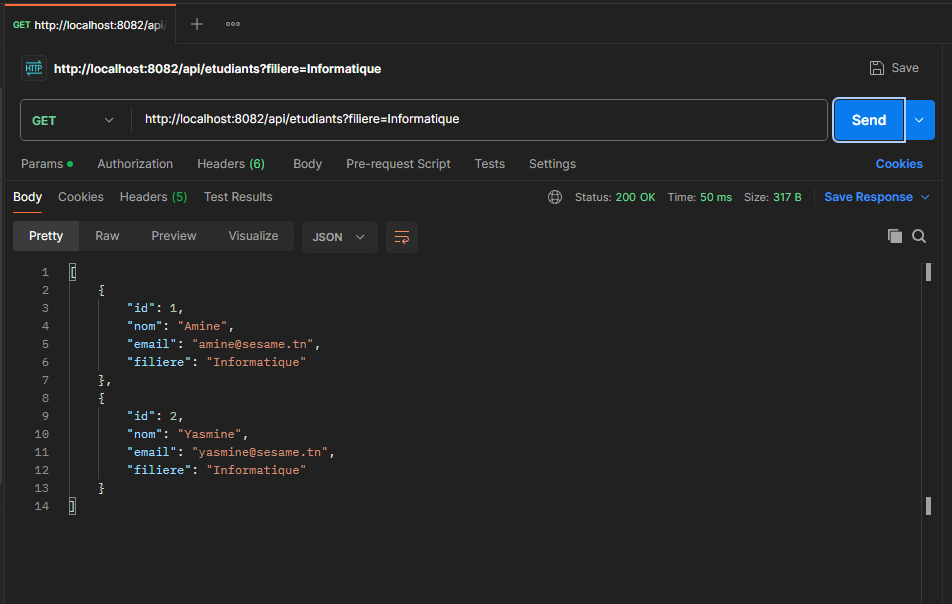 GET http://localhost:8082/api/
HTTP http://localhost:8082/api/etudiants?filiere=Informatique Save
GET http://localhost:8082/api/etudiants?filiere=Informatique Send
Params Authorization Headers (6) Body Pre-request Script Tests Settings Cookies
Body Cookies Headers (5) Test Results Status: 200 OK Time: 50 ms Size: 317 B Save Response
Pretty Raw Preview Visualize JSON
1 [
2 {
3 "id": 1,
4 "nom": "Amine",
5 "email": "amine@sesame.tn",
6 "filiere": "Informatique"
7 },
8 {
9 "id": 2,
10 "nom": "Yasmine",
11 "email": "yasmine@sesame.tn",
12 "filiere": "Informatique"
13 }
14 ]